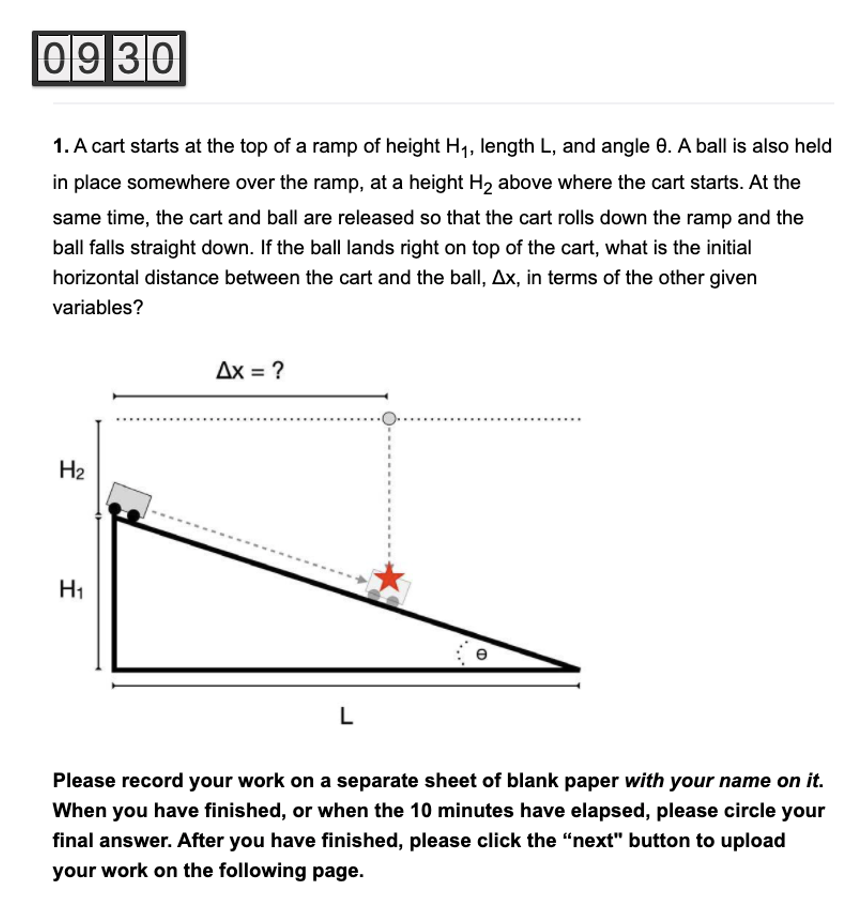 0930
1. A cart starts at the top of a ramp of height H₁, length L, and angle θ. A ball is also held
in place somewhere over the ramp, at a height H₂ above where the cart starts. At the
same time, the cart and ball are released so that the cart rolls down the ramp and the
ball falls straight down. If the ball lands right on top of the cart, what is the initial
horizontal distance between the cart and the ball, Δx, in terms of the other given
variables?
Δx = ?
H₂
H₁
θ
L
Please record your work on a separate sheet of blank paper with your name on it.
When you have finished, or when the 10 minutes have elapsed, please circle your
final answer. After you have finished, please click the “next" button to upload
your work on the following page.